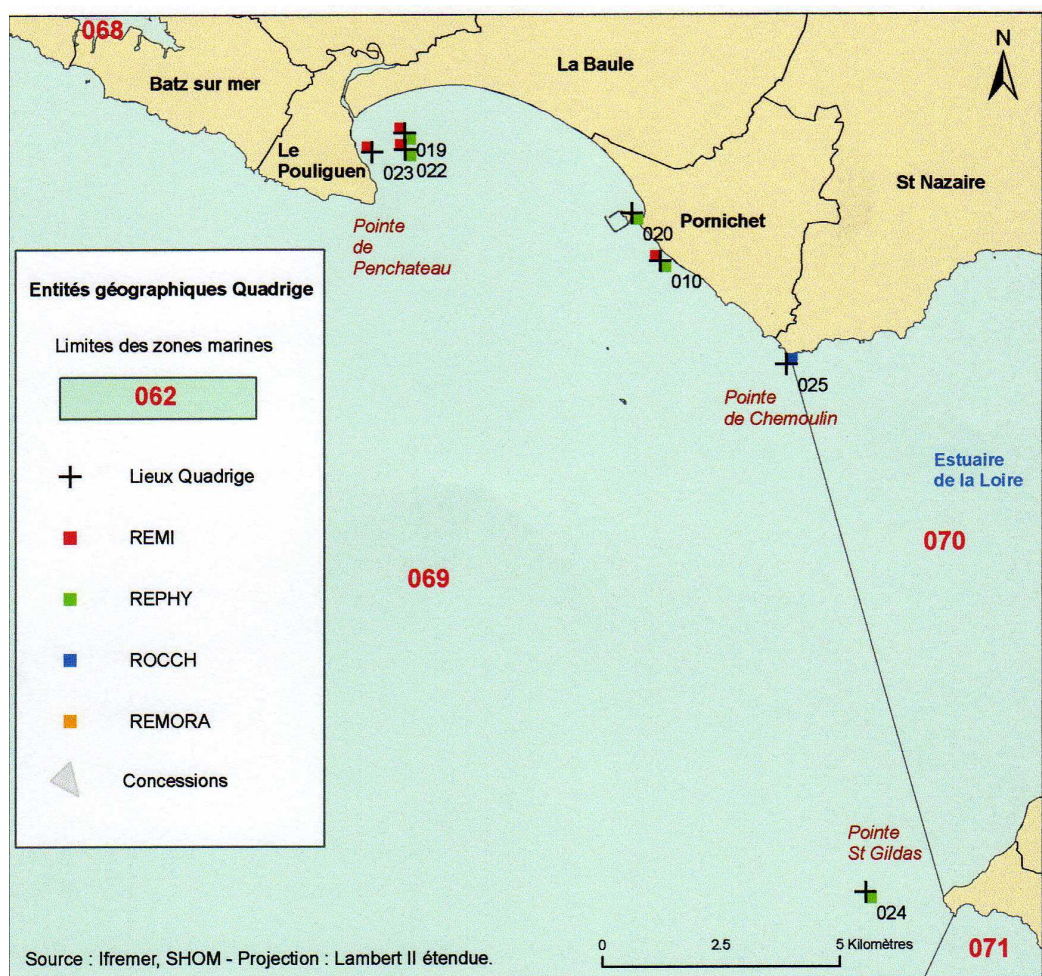 068
N
La Baule
Batz sur mer
Le
Pouliguen
019
023 022
St Nazaire
Pointe
de
Penchateau
Pornichet
020
010
Entités géographiques Quadrige
Limites des zones marines
062
025
Pointe
de Chemoulin
Lieux Quadrige
Estuaire
de la Loire
REMI
070
069
REPHY
ROCCH
REMORA
Concessions
Pointe
St Gildas
024
071
0 2.5 5 Kilomètres
Source : Ifremer, SHOM - Projection : Lambert II étendue.